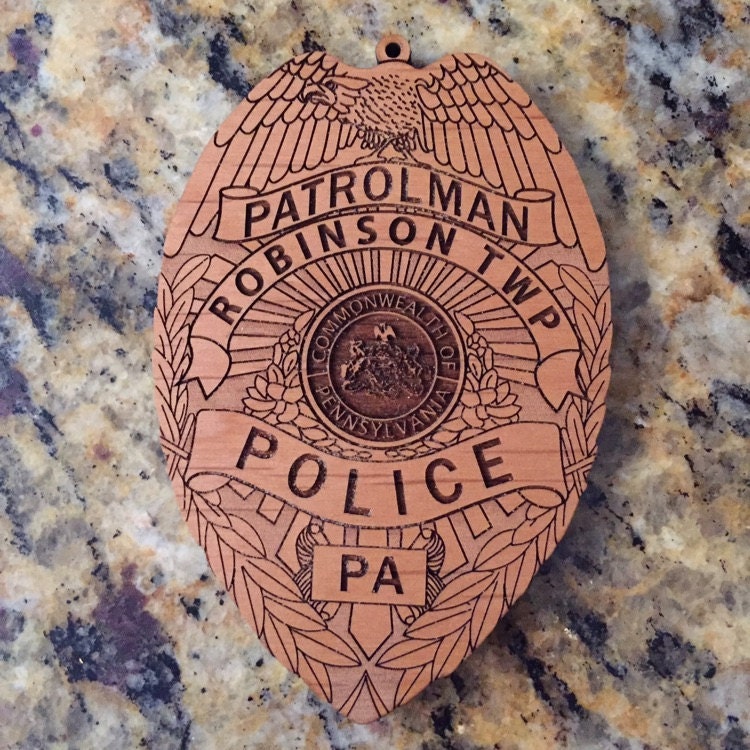 PATROLMAN
ROBINSON TWP
COMMONWEALTH OF
PENNSYLVANIA
POLICE
PA